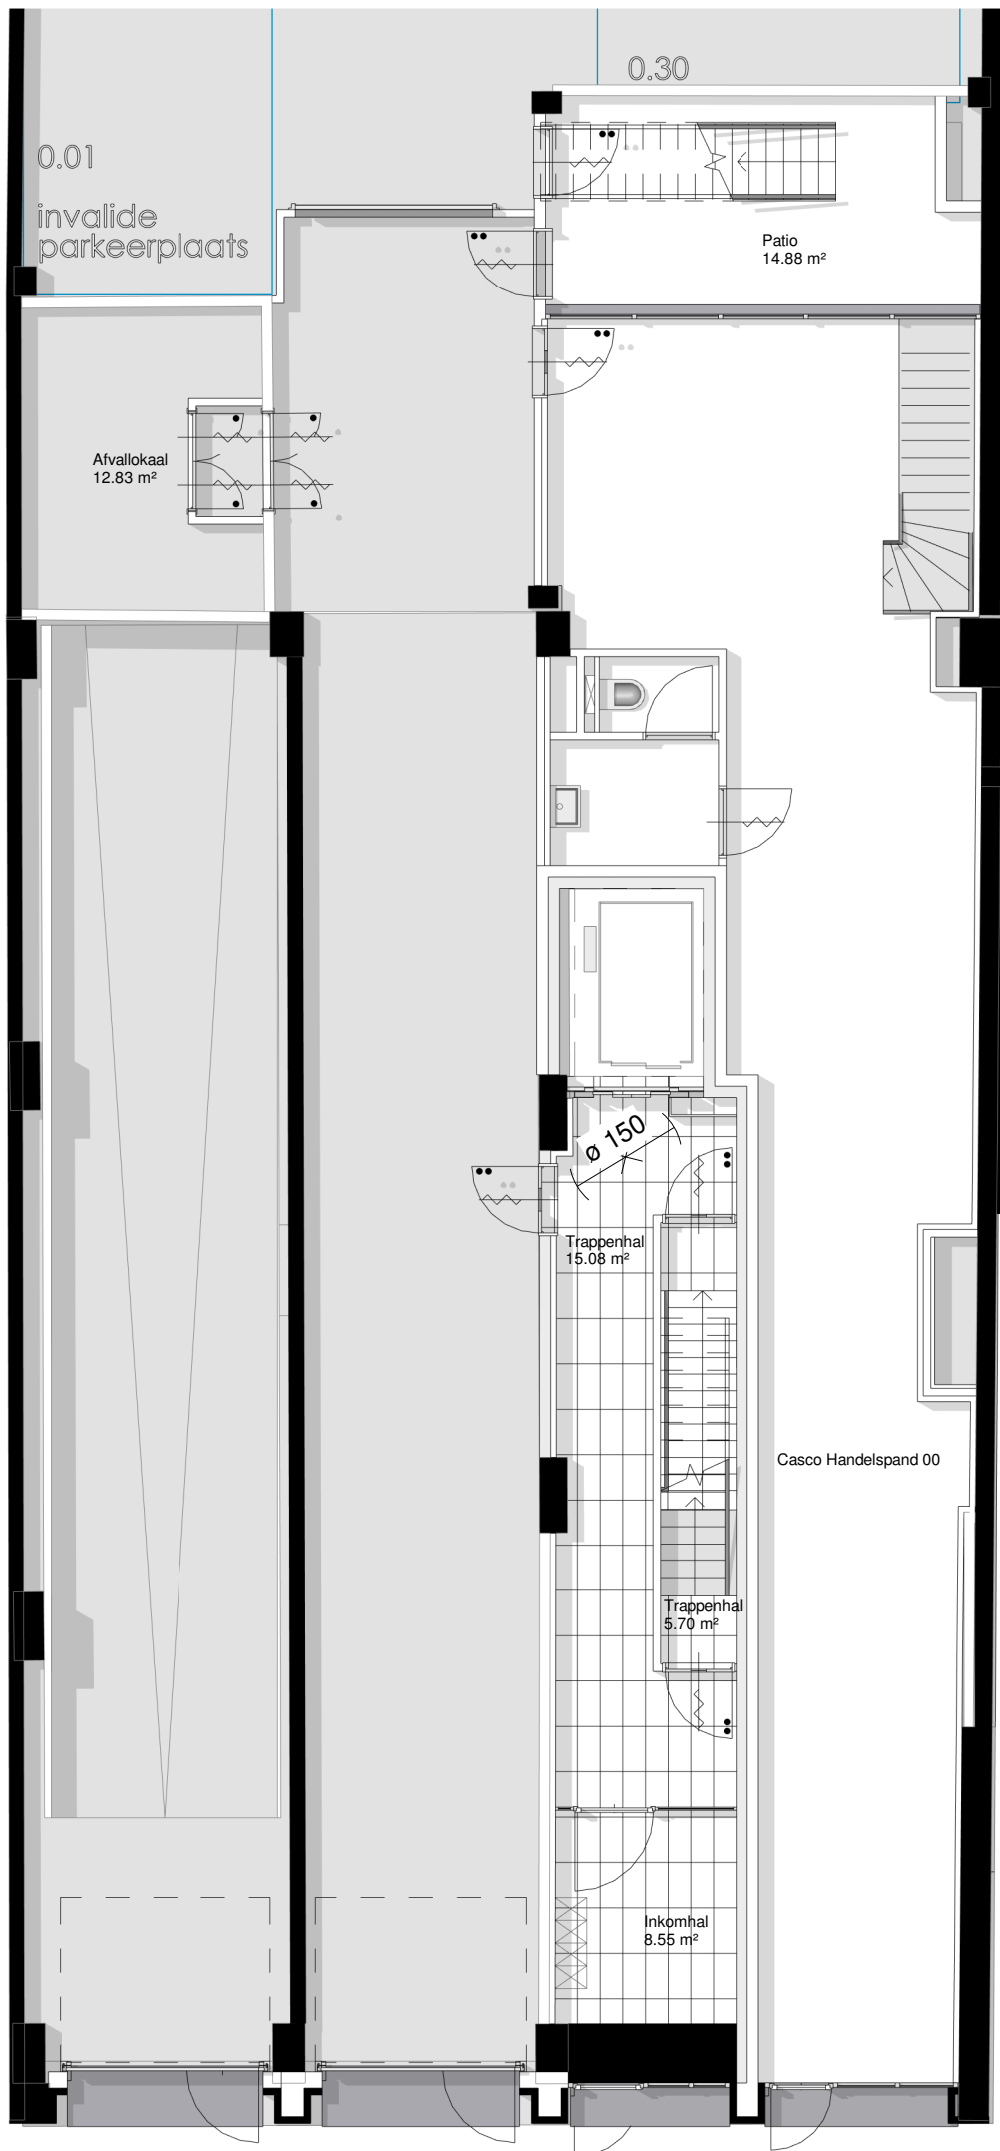 0.30
0.01
invalide
parkeerplaats
Patio
14.88 m²
Afvallokaal
12.83 m²
ø 150
Trappenhal
15.08 m²
Casco Handelspand 00
Trappenhal
5.70 m²
Inkomhal
8.55 m²